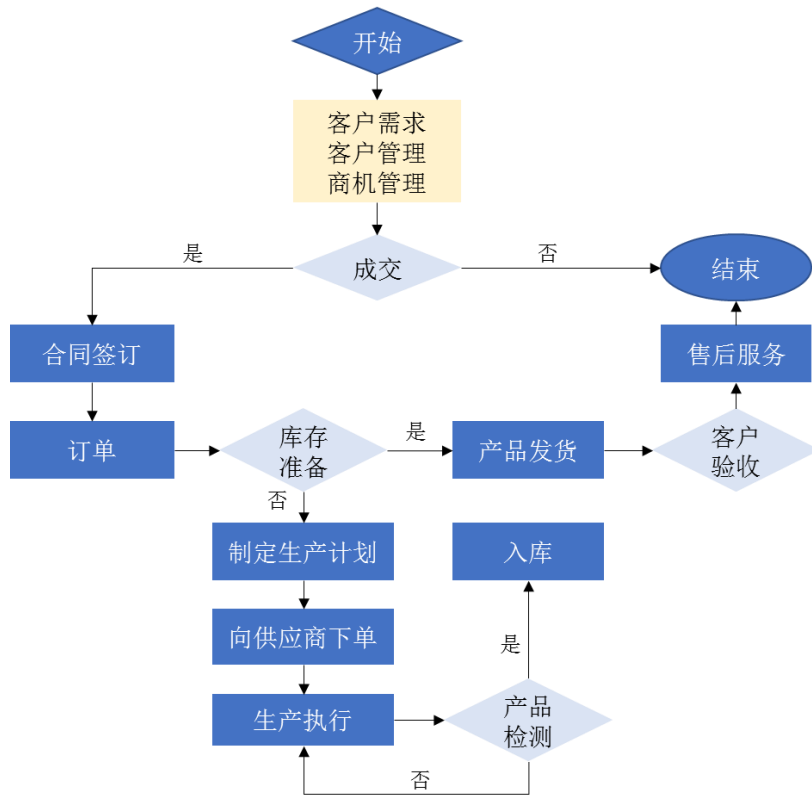 开始
客户需求
客户管理
商机管理
是
成交
否
结束
合同签订
售后服务
订单
库存
准备
是
产品发货
客户
验收
否
制定生产计划
入库
向供应商下单
是
生产执行
产品
检测
否